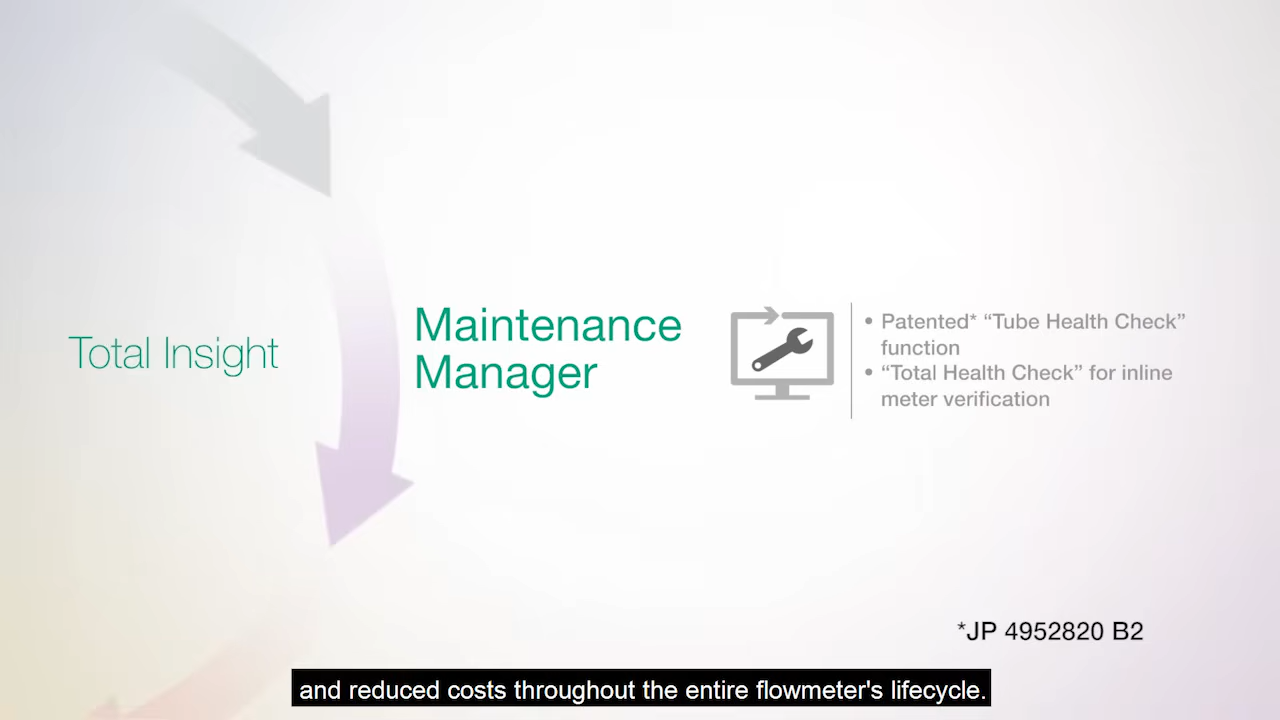 Total Insight
Maintenance
Manager
• Patented* “Tube Health Check”
function
• “Total Health Check” for inline
meter verification
*JP 4952820 B2
and reduced costs throughout the entire flowmeter's lifecycle.